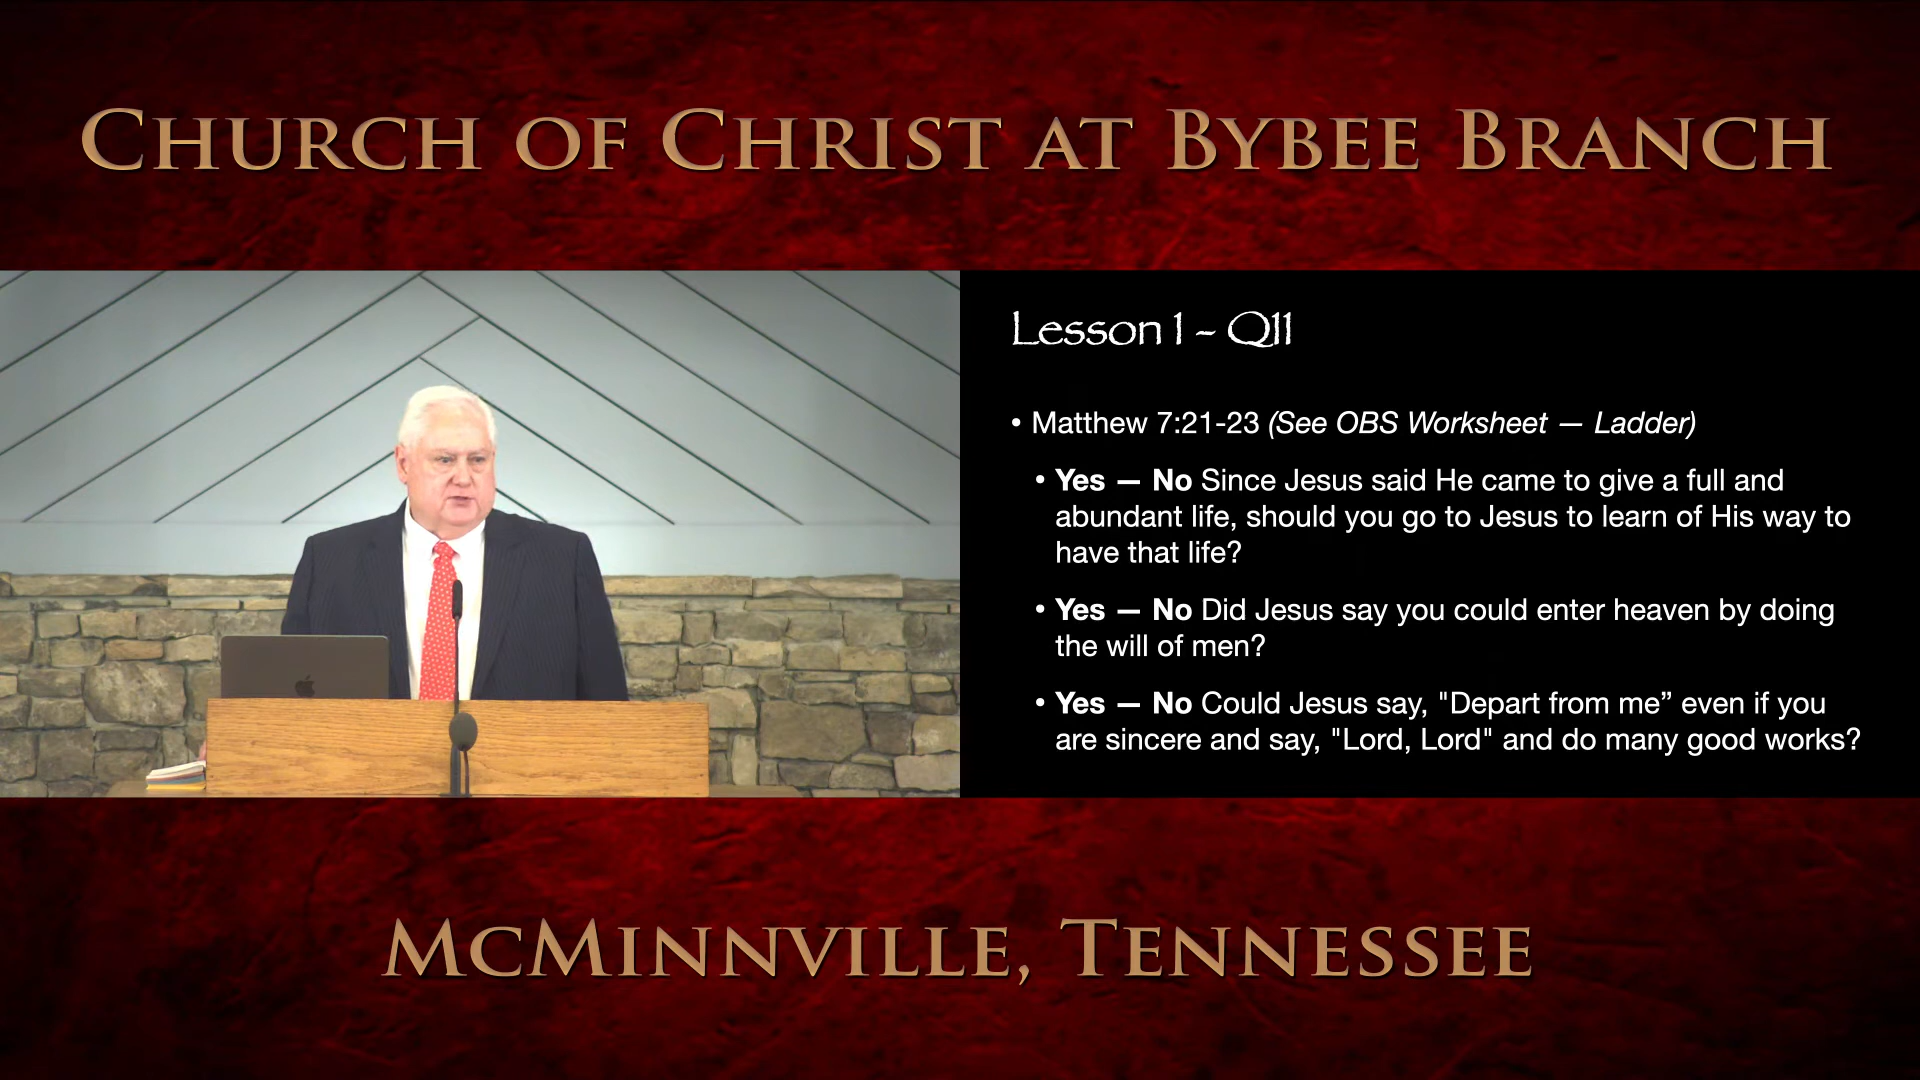 CHURCH OF CHRIST AT BYBEE BRANCH
Lesson 1 – Q11
• Matthew 7:21-23 (See OBS Worksheet — Ladder)
• Yes — No Since Jesus said He came to give a full and
abundant life, should you go to Jesus to learn of His way to
have that life?
• Yes — No Did Jesus say you could enter heaven by doing
the will of men?
• Yes — No Could Jesus say, "Depart from me” even if you
are sincere and say, "Lord, Lord" and do many good works?
MCMINNVILLE, TENNESSEE